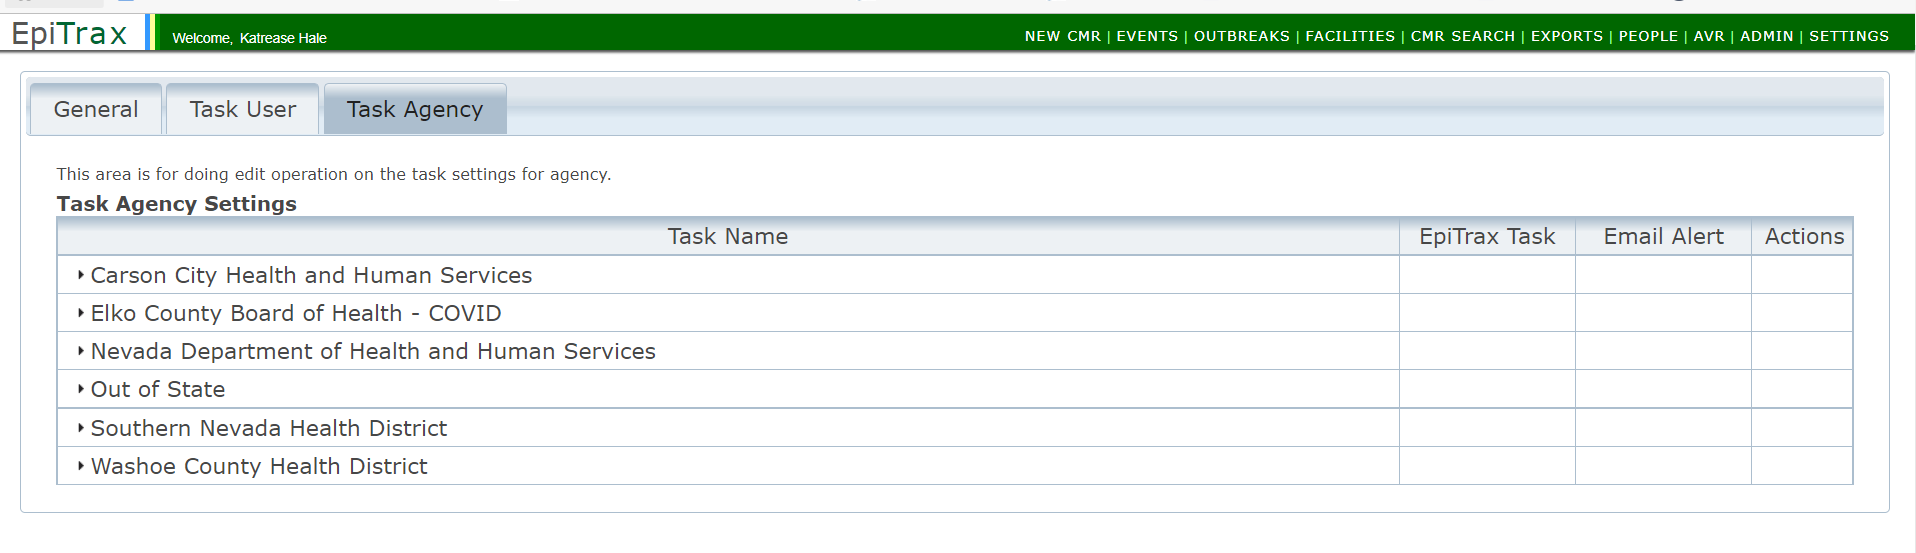 EpiTrax
Welcome, Katrease Hale
NEW CMR | EVENTS | OUTBREAKS | FACILITIES | CMR SEARCH | EXPORTS | PEOPLE | AVR | ADMIN | SETTINGS
General Task User Task Agency
This area is for doing edit operation on the task settings for agency.
Task Agency Settings
Task Name EpiTrax Task Email Alert Actions
Carson City Health and Human Services
Elko County Board of Health - COVID
Nevada Department of Health and Human Services
Out of State
Southern Nevada Health District
Washoe County Health District